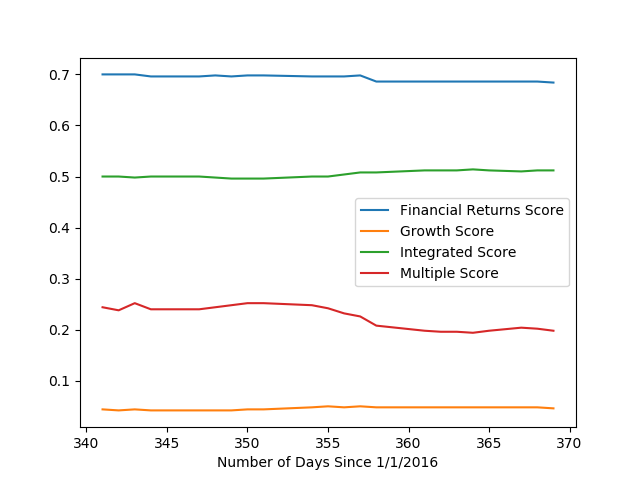 0.7
0.6
0.5
0.4
0.3
0.2
0.1
Financial Returns Score
Growth Score
Integrated Score
Multiple Score
340 345 350 355 360 365 370
Number of Days Since 1/1/2016